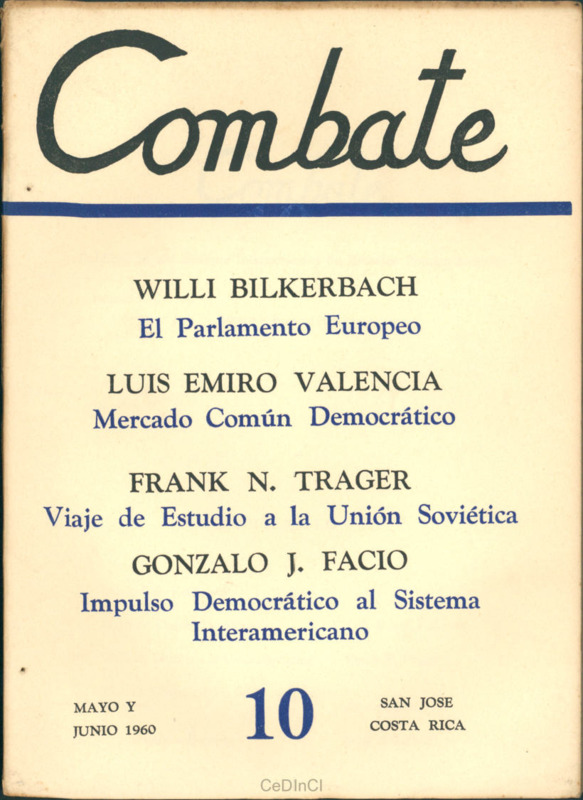 Combate
WILLI BILKERBACH
El Parlamento Europeo
LUIS EMIRO VALENCIA
Mercado Común Democrático
FRANK N. TRAGER
Viaje de Estudio a la Unión Soviética
GONZALO J. FACIO
Impulso Democrático al Sistema
Interamericano
MAYO Y
JUNIO 1960
10
SAN JOSE
COSTA RICA
CeDInCI